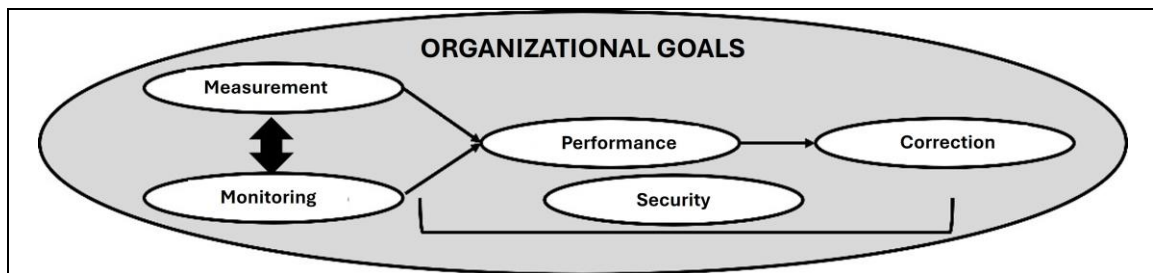 ORGANIZATIONAL GOALS
Measurement
Performance
Correction
Monitoring
Security